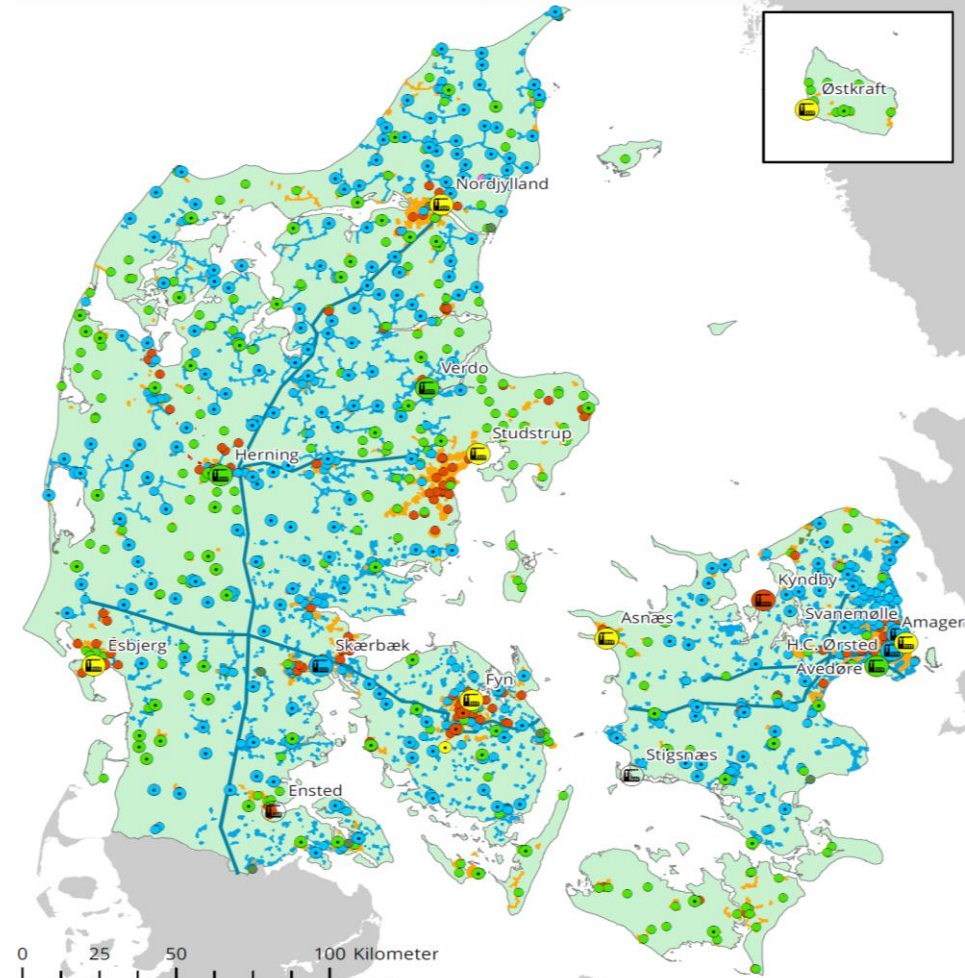 Østkraft
Nordjylland
Verdo
Studstrup
Herning
Kyndby
Svanemølle
Asnæs
Amager
H.C. Ørsted
Esbjerg
Skærbæk
Avedøre
Fyn
Stigsnæs
Ensted
0 25 50 100 Kilometer